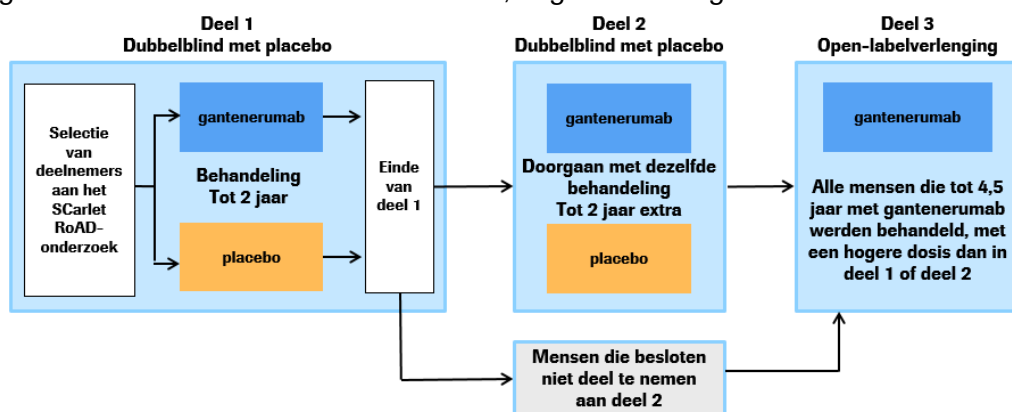 Deel 1
Dubbelblind met placebo
Selectie
van
deelnemers
aan het
SCarlet
RoAD-
onderzoek
gantenerumab
Behandeling
Tot 2 jaar
placebo
Einde
van
deel 1
Deel 2
Dubbelblind met placebo
gantenerumab
Doorgaan met dezelfde
behandeling
Tot 2 jaar extra
placebo
Mensen die besloten
niet deel te nemen
aan deel 2
Deel 3
Open-labelverlenging
gantenerumab
Alle mensen die tot 4,5
jaar met gantenerumab
werden behandeld, met
een hogere dosis dan in
deel 1 of deel 2